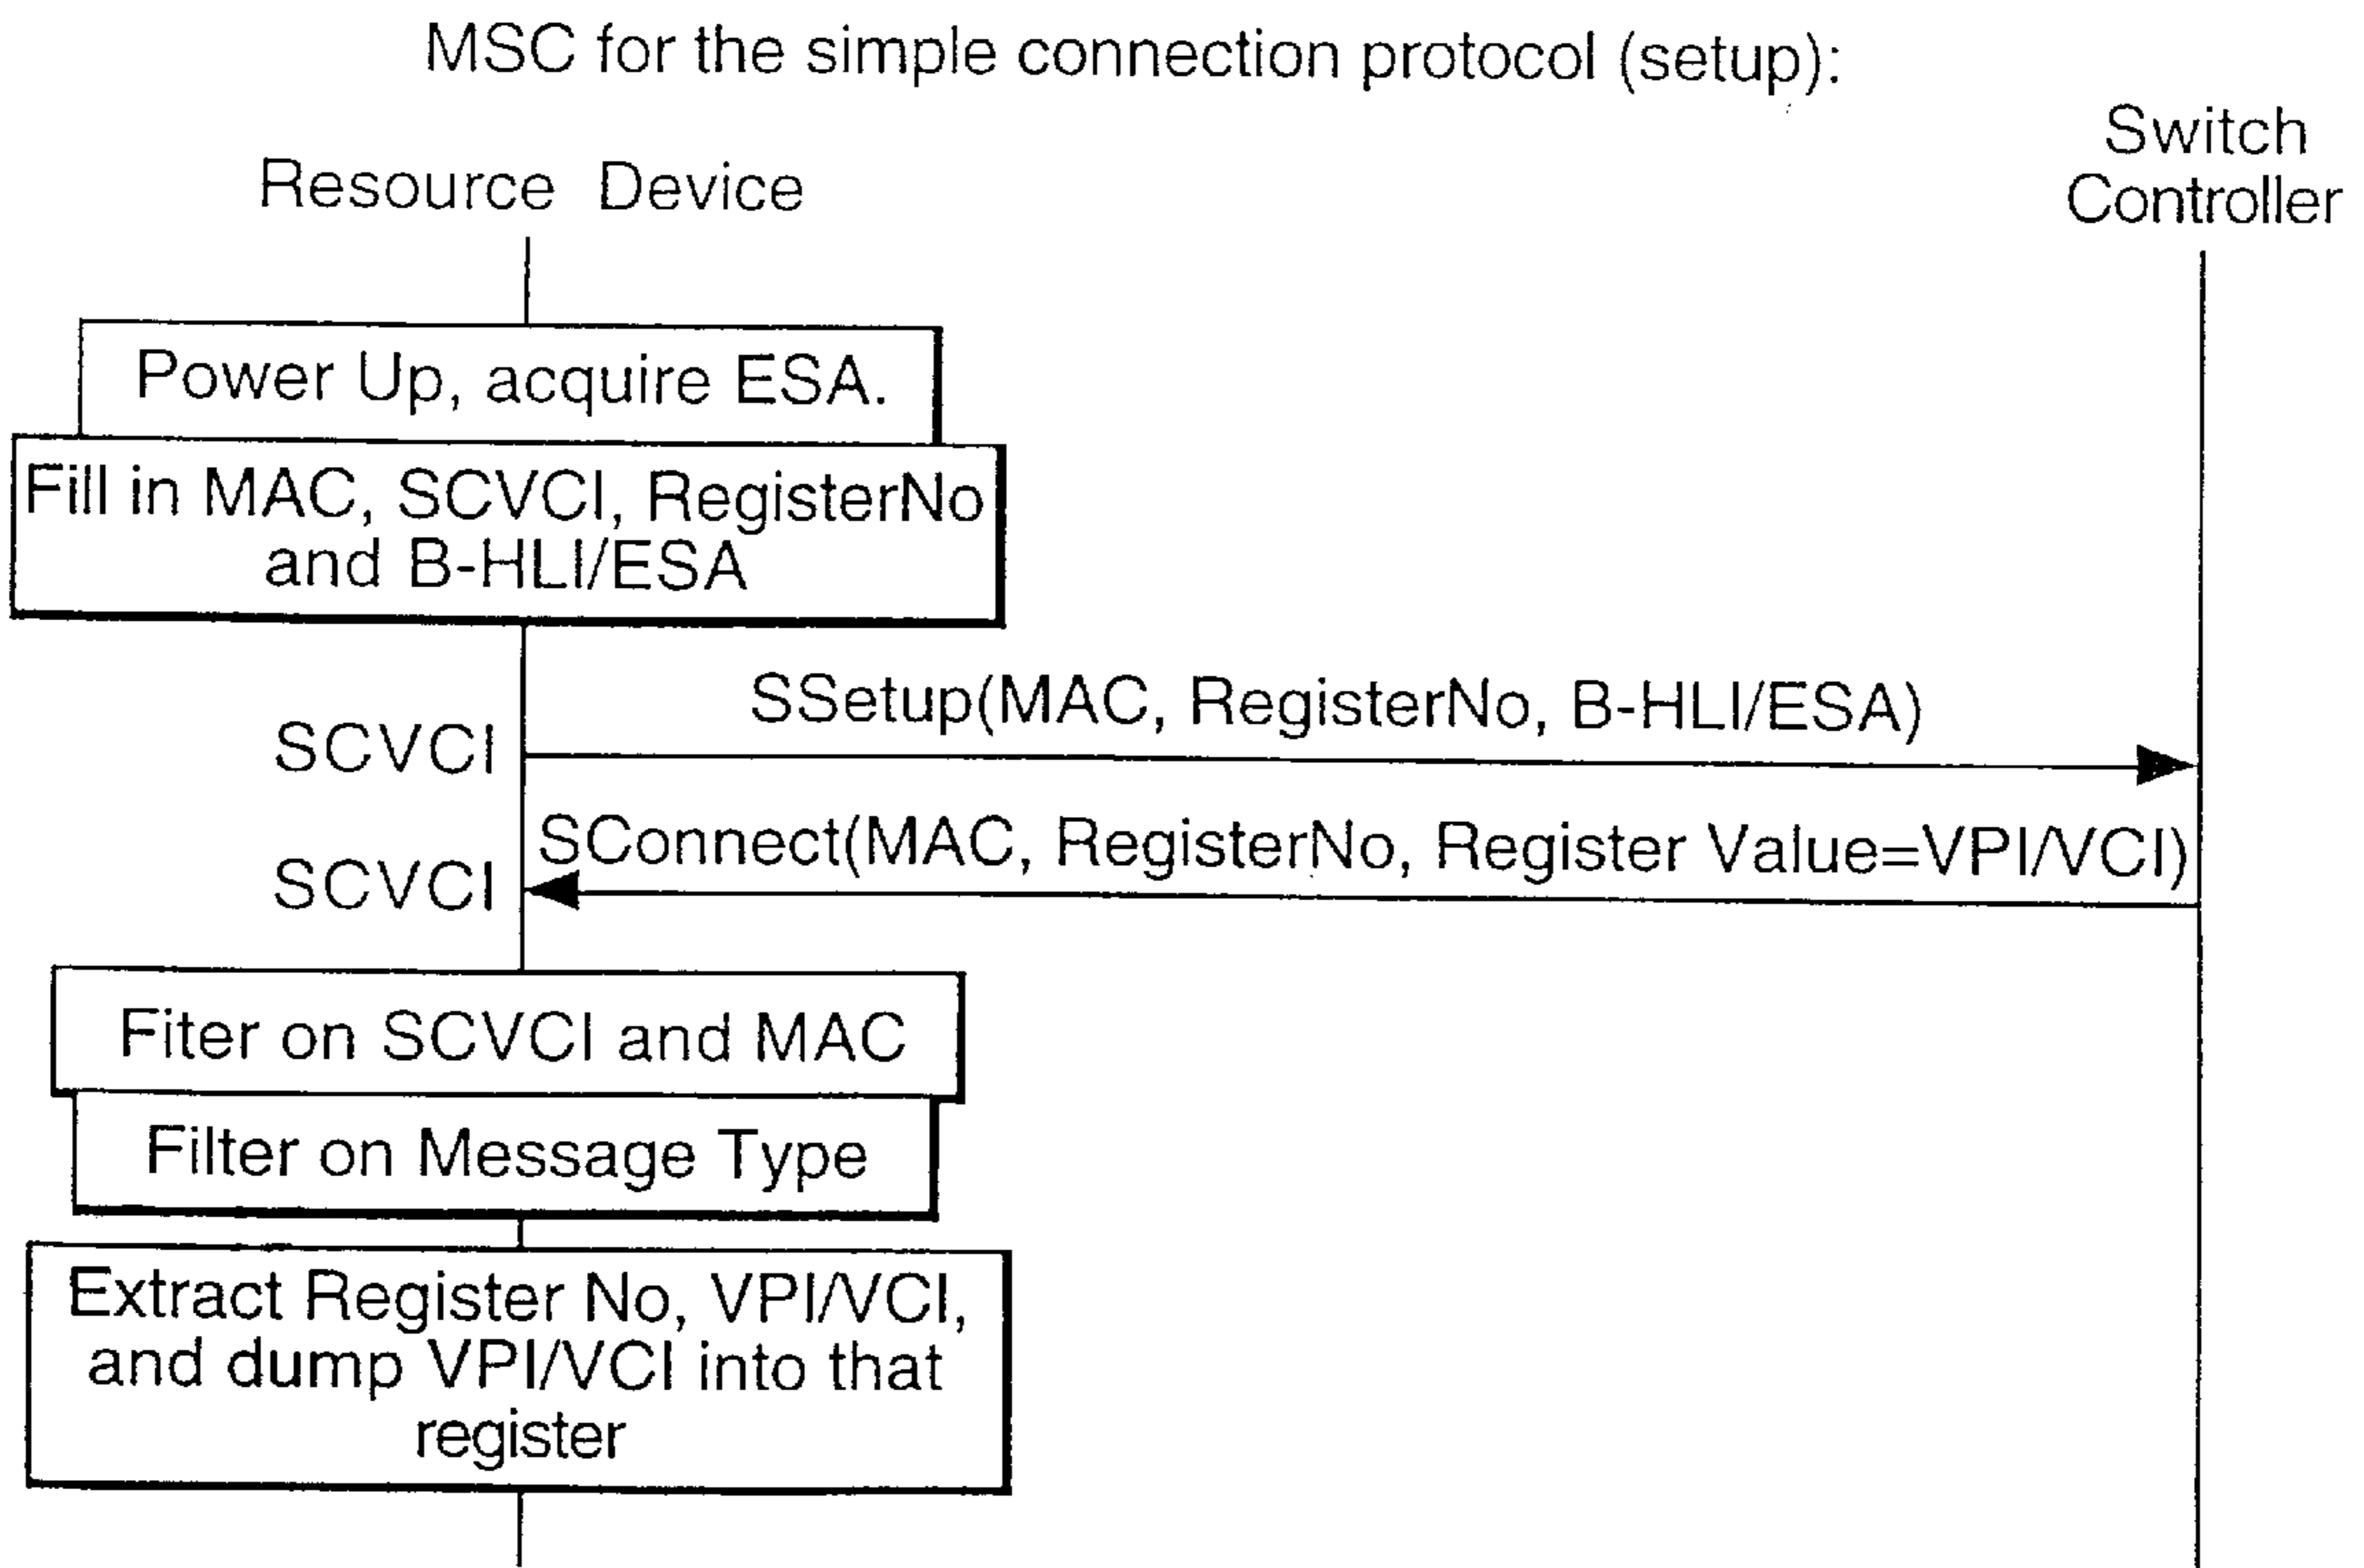 MSC for the simple connection protocol (setup):
Switch
Controller
Resource Device
Power Up, acquire ESA.
Fill in MAC, SCVCI, RegisterNo
and B-HLI/ESA
SSetup(MAC, RegisterNo, B-HLI/ESA)
SCVCI
SConnect(MAC, RegisterNo, Register Value=VPI/VCI)
SCVCI
Fiter on SCVCI and MAC
Filter on Message Type
Extract Register No, VPI/VCI,
and dump VPI/VCI into that
register